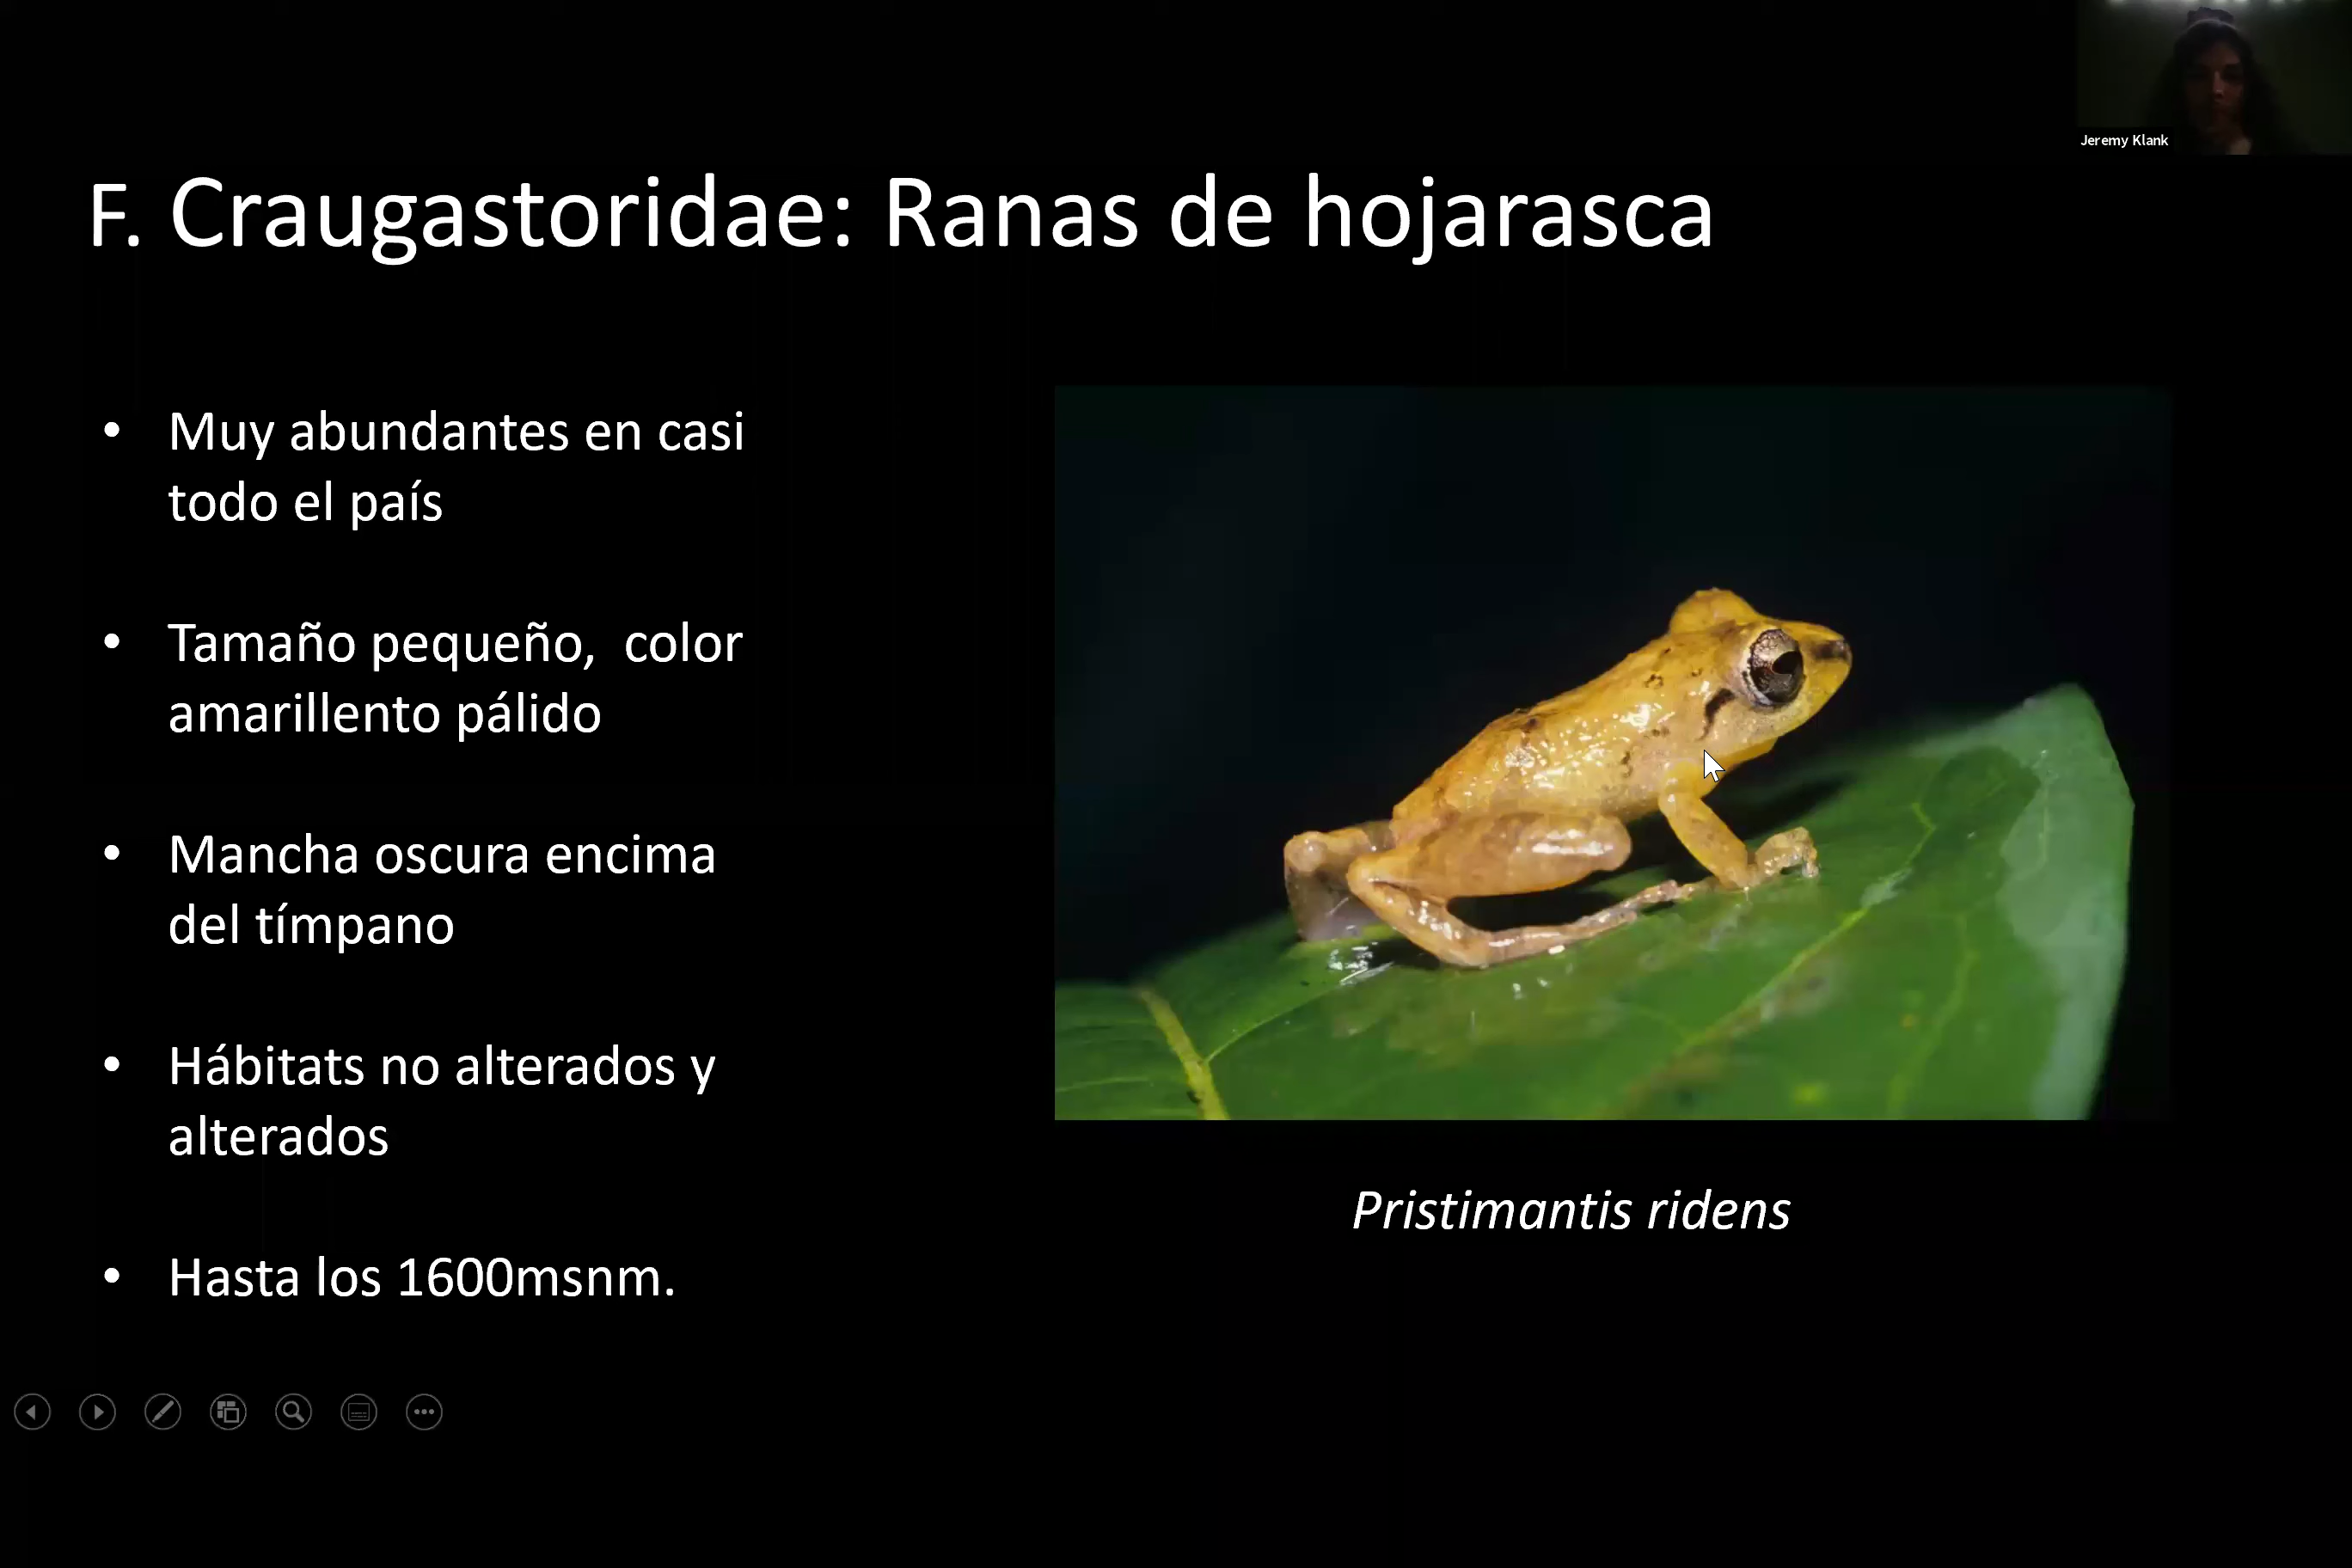 Jeremy Klank
F. Craugastoridae: Ranas de hojarasca
• Muy abundantes en casi
todo el país
• Tamaño pequeño,  color
amarillento pálido
• Mancha oscura encima
del tímpano
• Hábitats no alterados y
alterados
• Hasta los 1600msnm.
Pristimantis ridens